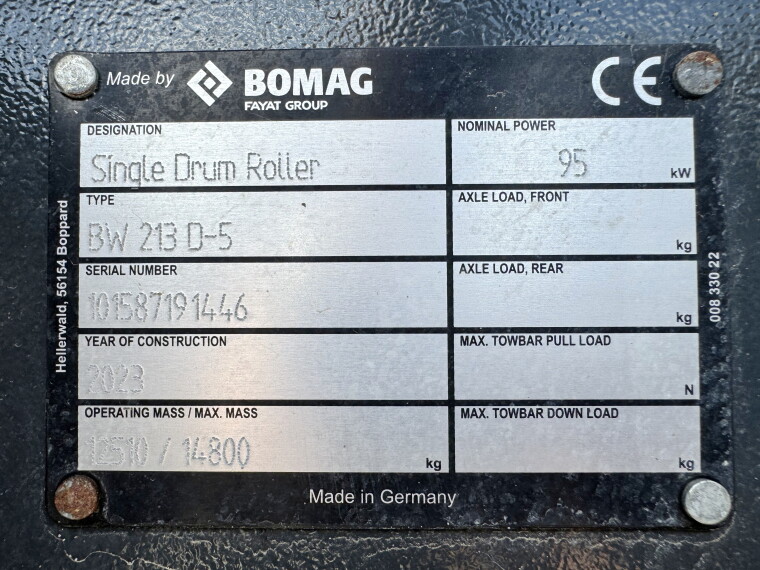 Made by BOMAG
FAYAT GROUP
CE
DESIGNATION
Single Drum Roller
NOMINAL POWER
95 kW
TYPE
BW 213 D-5
AXLE LOAD, FRONT
kg
SERIAL NUMBER
101587191446
AXLE LOAD, REAR
kg
YEAR OF CONSTRUCTION
2023
MAX. TOWBAR PULL LOAD
N
OPERATING MASS / MAX. MASS
12510 / 14800 kg
MAX. TOWBAR DOWN LOAD
kg
Made in Germany
Hellerwald, 56154 Boppard
008 330 22